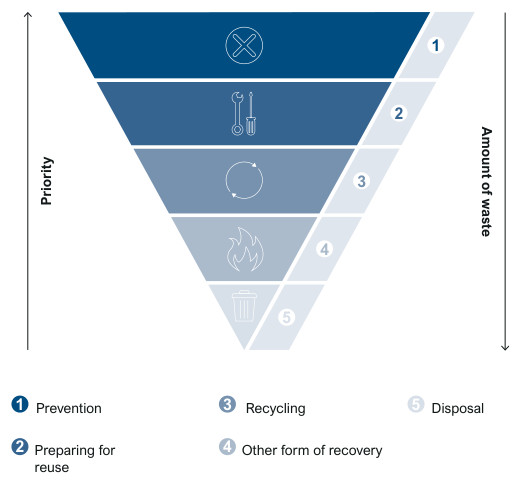 1
2
3
4
5
Priority
Amount of waste
1 Prevention
2 Preparing for
reuse
3 Recycling
4 Other form of recovery
5 Disposal